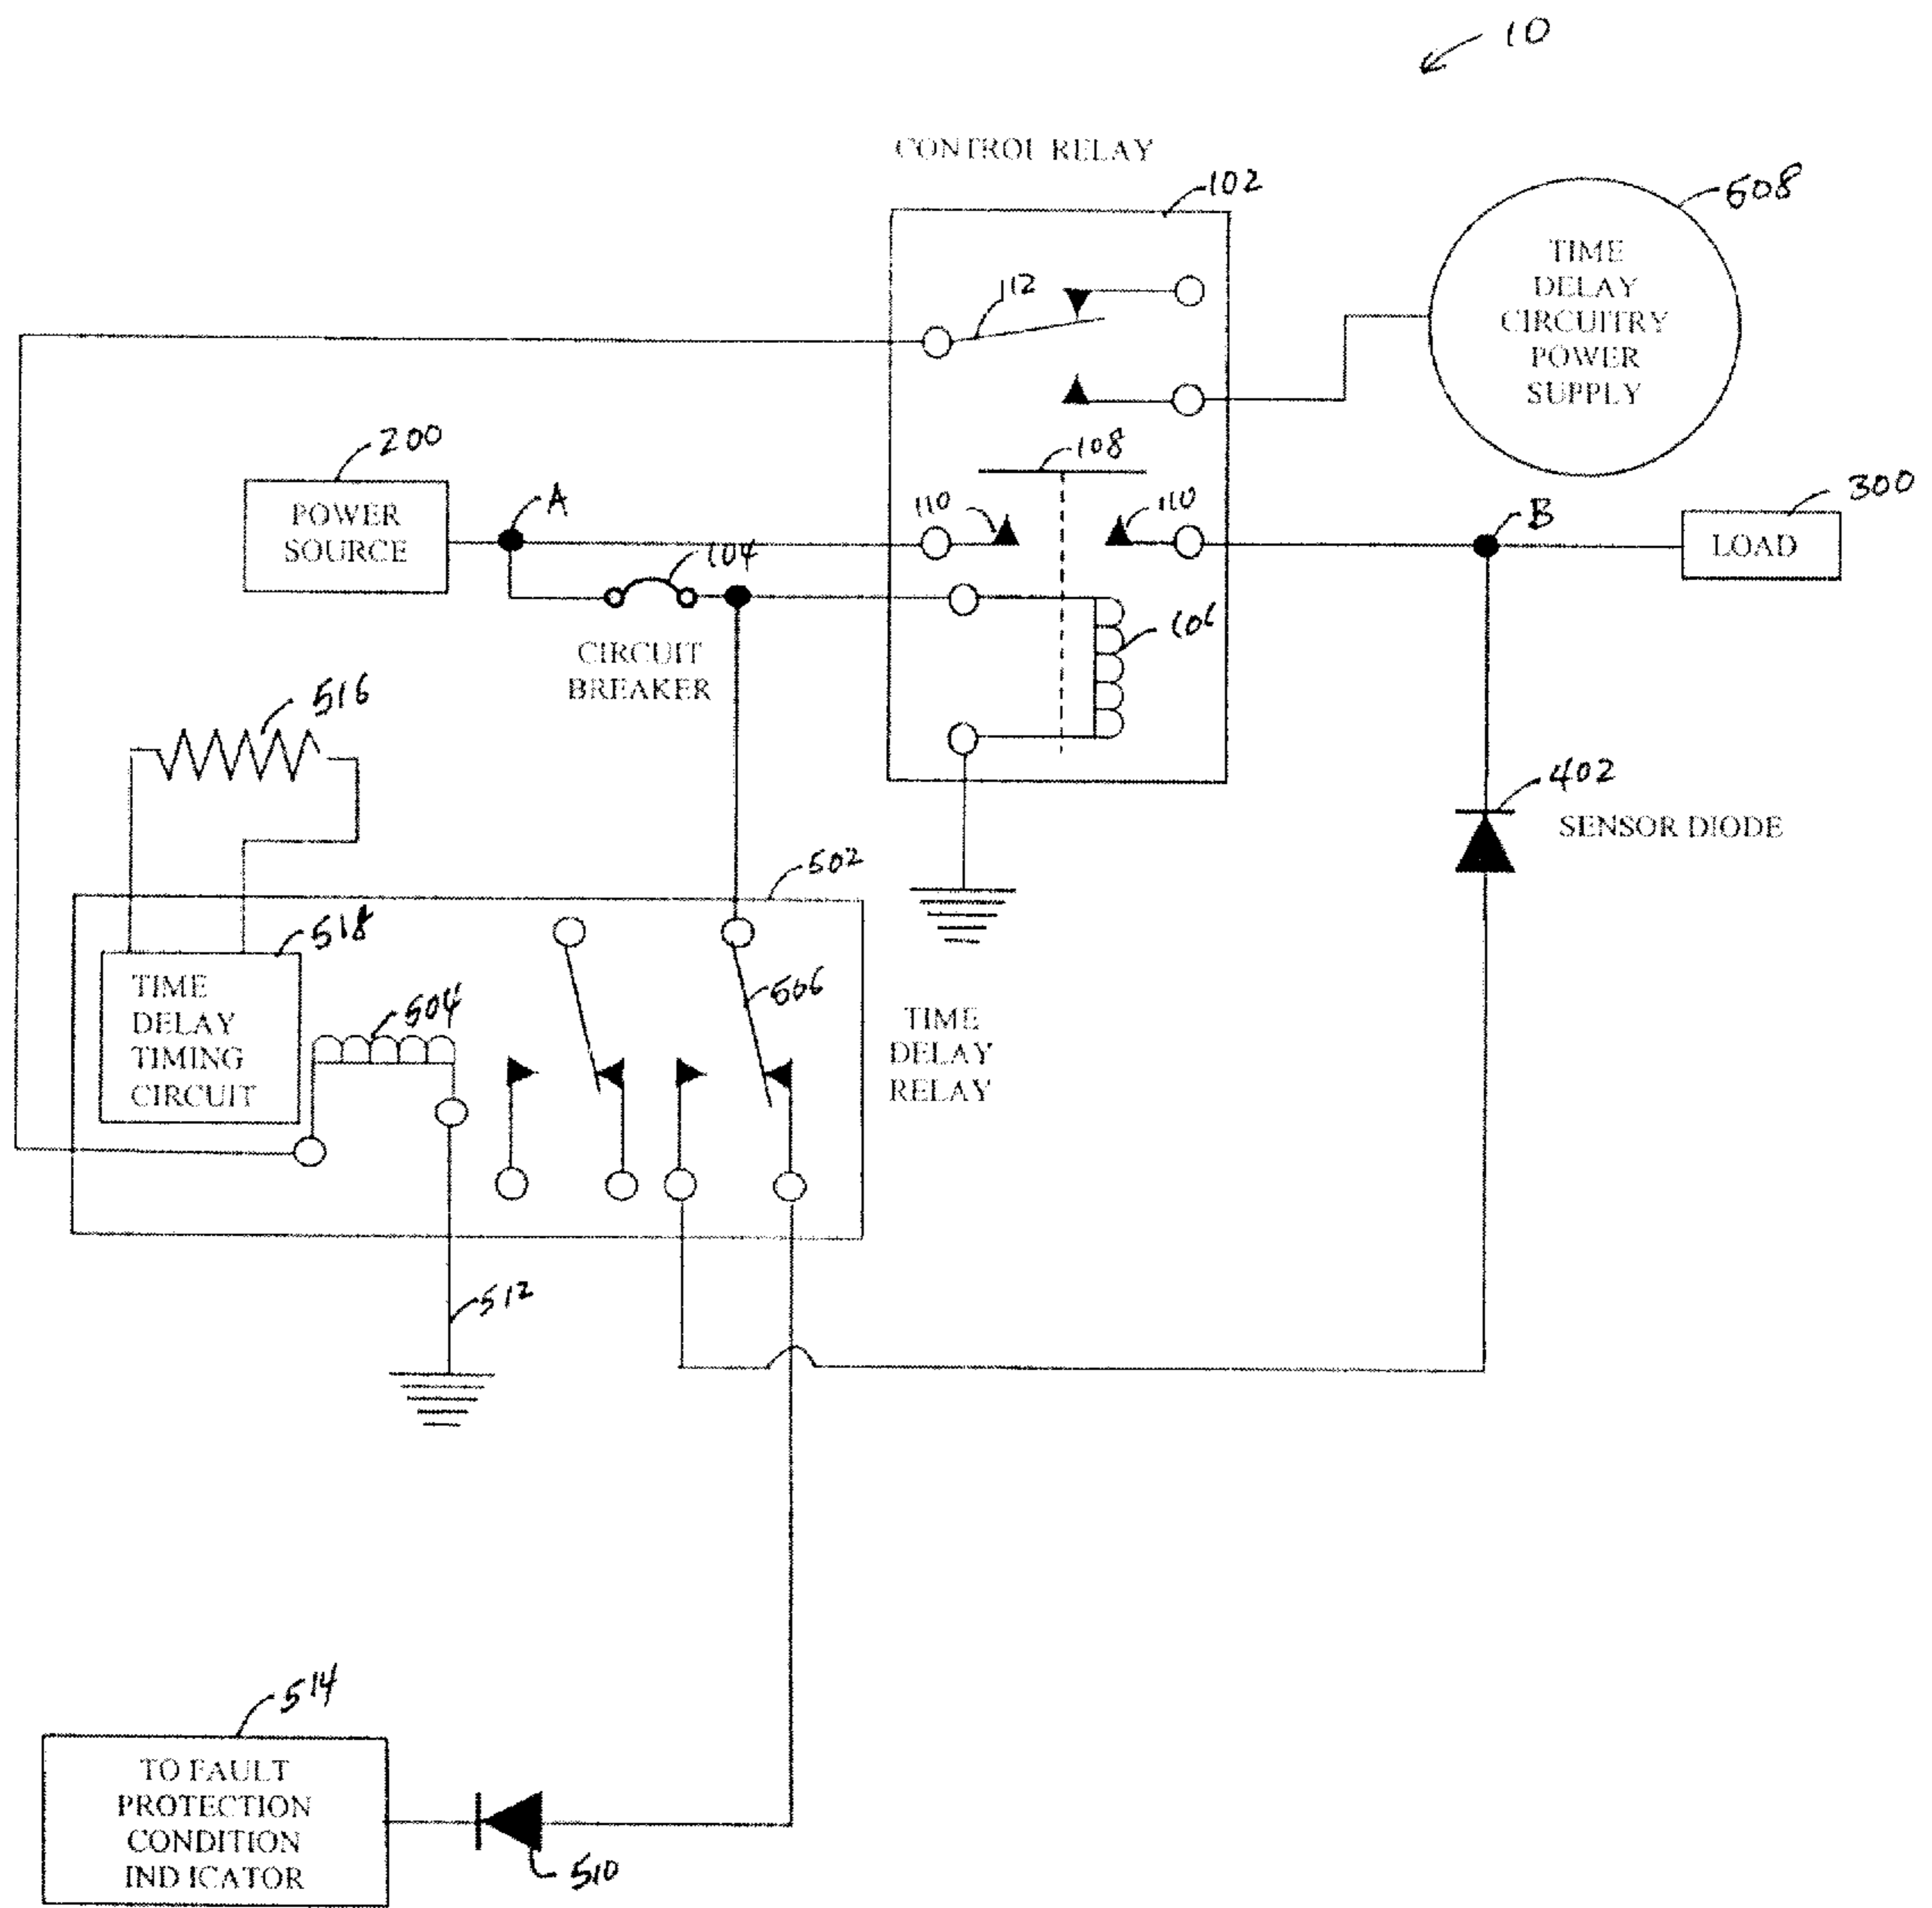 10
CONTROL RELAY
102
508
TIME
DELAY
CIRCUITRY
POWER
SUPPLY
112
200
A
POWER
SOURCE
108
110
110
B
300
LOAD
104
CIRCUIT
BREAKER
106
516
402
SENSOR DIODE
502
518
TIME
DELAY
TIMING
CIRCUIT
504
506
TIME
DELAY
RELAY
512
514
TO FAULT
PROTECTION
CONDITION
INDICATOR
510